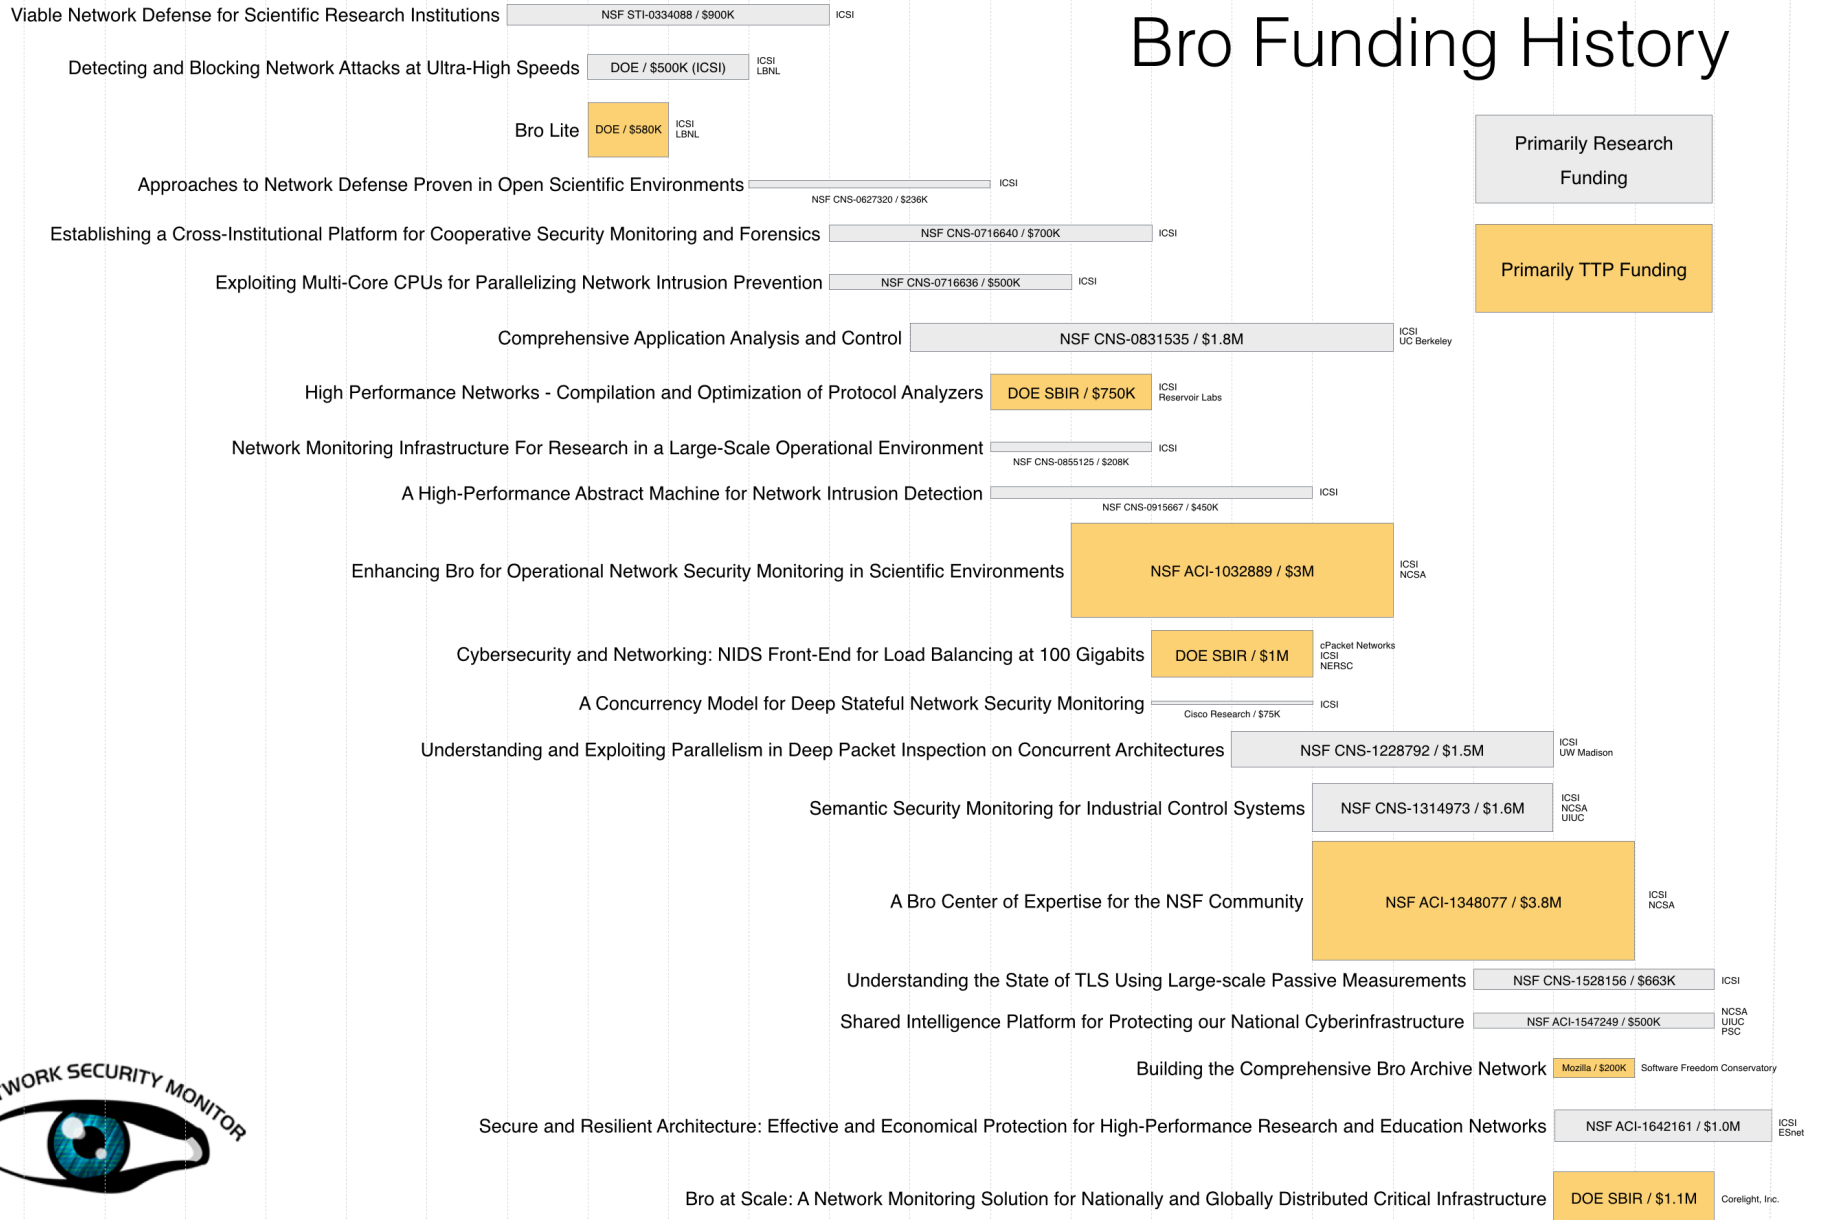 Bro Funding History
Viable Network Defense for Scientific Research Institutions
NSF STI-0334088 / $900K
ICSI
Detecting and Blocking Network Attacks at Ultra-High Speeds
DOE / $500K (ICSI)
ICSI
LBNL
Bro Lite
DOE / $580K
ICSI
LBNL
Primarily Research
Funding
Approaches to Network Defense Proven in Open Scientific Environments
NSF CNS-0627320 / $236K
ICSI
Establishing a Cross-Institutional Platform for Cooperative Security Monitoring and Forensics
NSF CNS-0716640 / $700K
ICSI
Primarily TTP Funding
Exploiting Multi-Core CPUs for Parallelizing Network Intrusion Prevention
NSF CNS-0716636 / $500K
ICSI
Comprehensive Application Analysis and Control
NSF CNS-0831535 / $1.8M
ICSI
UC Berkeley
High Performance Networks - Compilation and Optimization of Protocol Analyzers
DOE SBIR / $750K
ICSI
Reservoir Labs
Network Monitoring Infrastructure For Research in a Large-Scale Operational Environment
NSF CNS-0855125 / $208K
ICSI
A High-Performance Abstract Machine for Network Intrusion Detection
NSF CNS-0915667 / $450K
ICSI
Enhancing Bro for Operational Network Security Monitoring in Scientific Environments
NSF ACI-1032889 / $3M
ICSI
NCSA
Cybersecurity and Networking: NIDS Front-End for Load Balancing at 100 Gigabits
DOE SBIR / $1M
cPacket Networks
ICSI
NERSC
A Concurrency Model for Deep Stateful Network Security Monitoring
Cisco Research / $75K
ICSI
Understanding and Exploiting Parallelism in Deep Packet Inspection on Concurrent Architectures
NSF CNS-1228792 / $1.5M
ICSI
UW Madison
Semantic Security Monitoring for Industrial Control Systems
NSF CNS-1314973 / $1.6M
ICSI
NCSA
UIUC
A Bro Center of Expertise for the NSF Community
NSF ACI-1348077 / $3.8M
ICSI
NCSA
Understanding the State of TLS Using Large-scale Passive Measurements
NSF CNS-1528156 / $663K
ICSI
Shared Intelligence Platform for Protecting our National Cyberinfrastructure
NSF ACI-1547249 / $500K
NCSA
UIUC
PSC
Building the Comprehensive Bro Archive Network
Mozilla / $200K
Software Freedom Conservatory
Secure and Resilient Architecture: Effective and Economical Protection for High-Performance Research and Education Networks
NSF ACI-1642161 / $1.0M
ICSI
ESnet
Bro at Scale: A Network Monitoring Solution for Nationally and Globally Distributed Critical Infrastructure
DOE SBIR / $1.1M
Corelight, Inc.
WORK SECURITY MONITOR